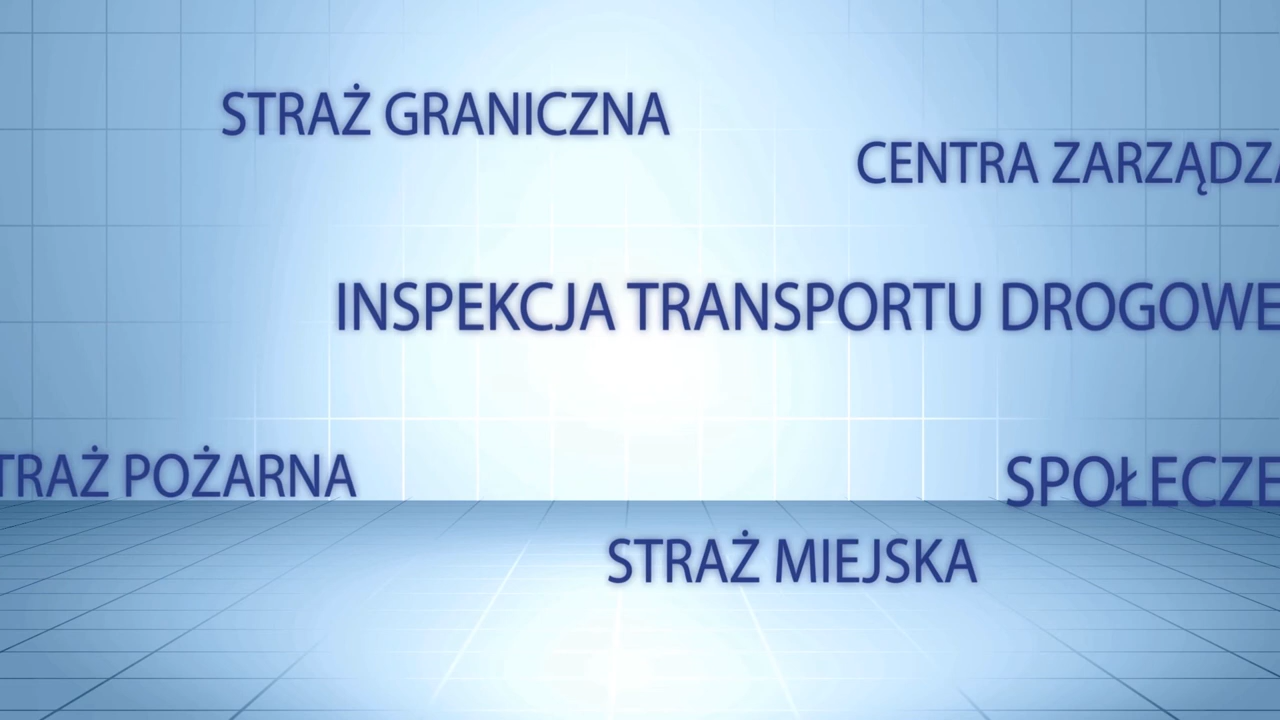 STRAŻ GRANICZNA
CENTRA ZARZĄDZA
INSPEKCJA TRANSPORTU DROGOWE
TRAŻ POŻARNA
SPOŁECZE
STRAŻ MIEJSKA